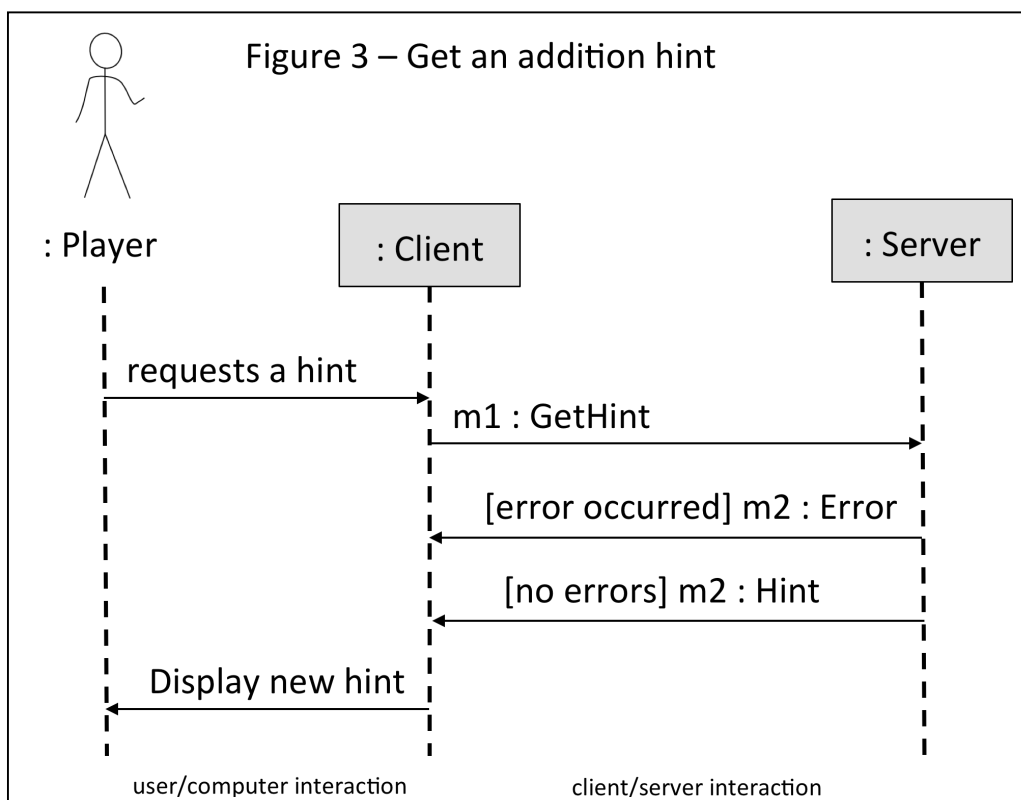 Figure 3 – Get an addition hint
: Player
: Client
: Server
requests a hint
m1 : GetHint
[error occurred] m2 : Error
[no errors] m2 : Hint
Display new hint
user/computer interaction
client/server interaction